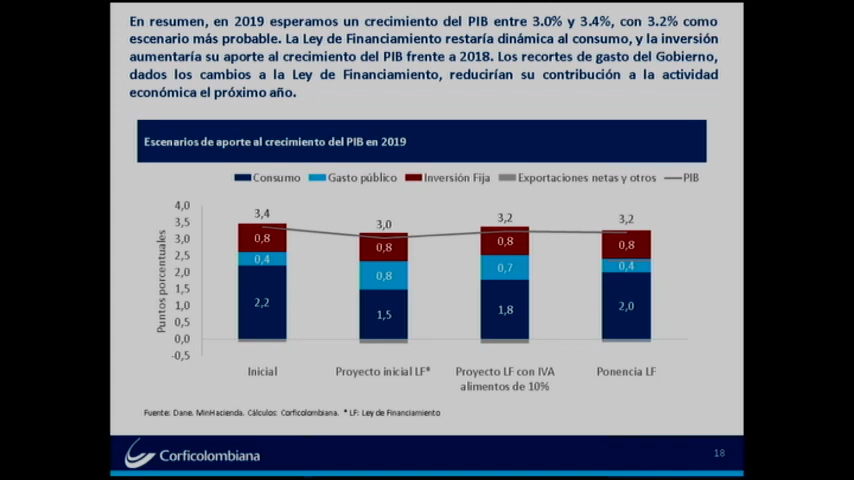 En resumen, en 2019 esperamos un crecimiento del PIB entre 3.0% y 3.4%, con 3.2% como
escenario más probable. La Ley de Financiamiento restaría dinámica al consumo, y la inversión
aumentaría su aporte al crecimiento del PIB frente a 2018. Los recortes de gasto del Gobierno,
dados los cambios a la Ley de Financiamiento, reducirían su contribución a la actividad
económica el próximo año.
Escenarios de aporte al crecimiento del PIB en 2019
Consumo Gasto público Inversión Fija Exportaciones netas y otros PIB
Puntos porcentuales
4,0
3,5
3,0
2,5
2,0
1,5
1,0
0,5
0,0
-0,5
3,4
0,8
0,4
2,2
3,0
0,8
0,8
1,5
3,2
0,8
0,7
1,8
3,2
0,8
0,4
2,0
Inicial
Proyecto inicial LF*
Proyecto LF con IVA
alimentos de 10%
Ponencia LF
Fuente: Dane. MinHacienda. Cálculos: Corficolombiana. * LF: Ley de Financiamiento
Corficolombiana
18